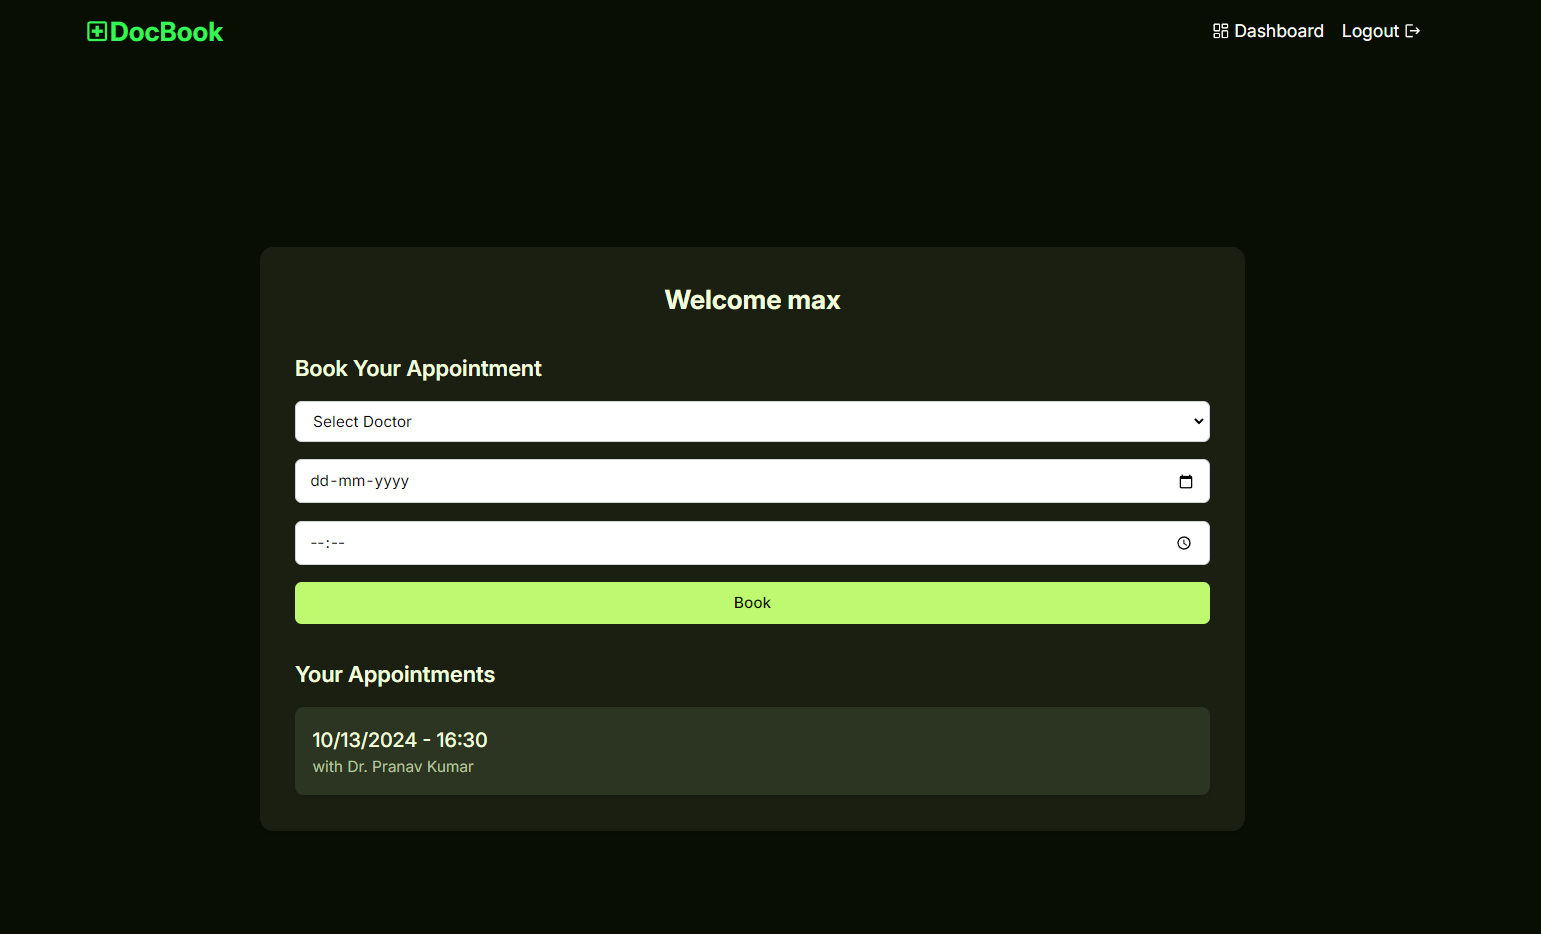 DocBook
Dashboard
Logout
Welcome max
Book Your Appointment
Select Doctor
dd-mm-yyyy
--:--
Book
Your Appointments
10/13/2024 - 16:30
with Dr. Pranav Kumar